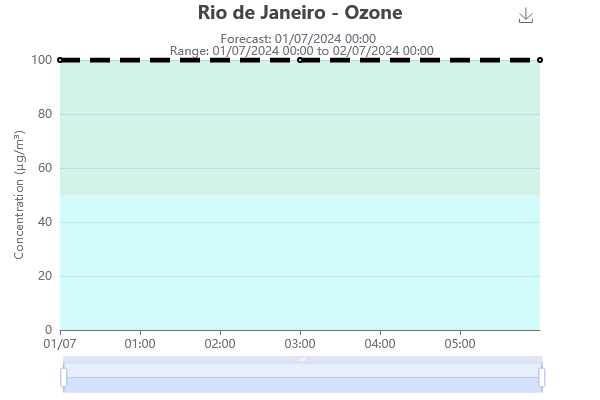 Rio de Janeiro - Ozone
Forecast: 01/07/2024 00:00
Range: 01/07/2024 00:00 to 02/07/2024 00:00
Concentration (µg/m³)
100
80
60
40
20
0
01/07 01:00 02:00 03:00 04:00 05:00